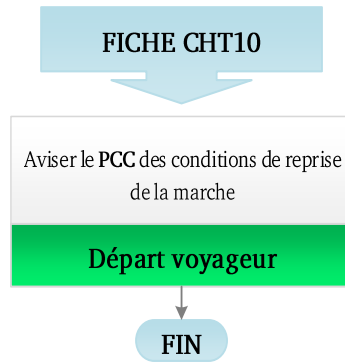 FICHE CHT10
Aviser le PCC des conditions de reprise
de la marche
Départ voyageur
FIN